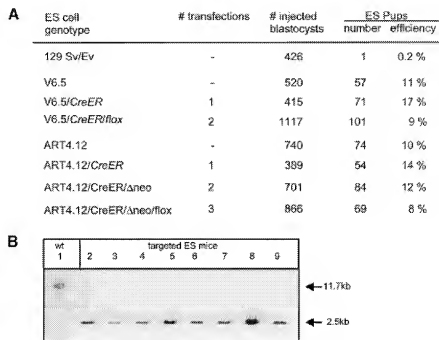 A
ES cell genotype # transfections # injected blastocysts ES Pups number efficiency
129 Sv/Ev - 426 1 0.2 %
V6.5 - 520 57 11 %
V6.5/CreER 1 415 71 17 %
V6.5/CreER/flox 2 1117 101 9 %
ART4.12 - 740 74 10 %
ART4.12/CreER 1 389 54 14 %
ART4.12/CreER/Δneo 2 701 84 12 %
ART4.12/CreER/Δneo/flox 3 866 69 8 %
B
wt targeted ES mice
1 2 3 4 5 6 7 8 9
11.7kb
2.5kb